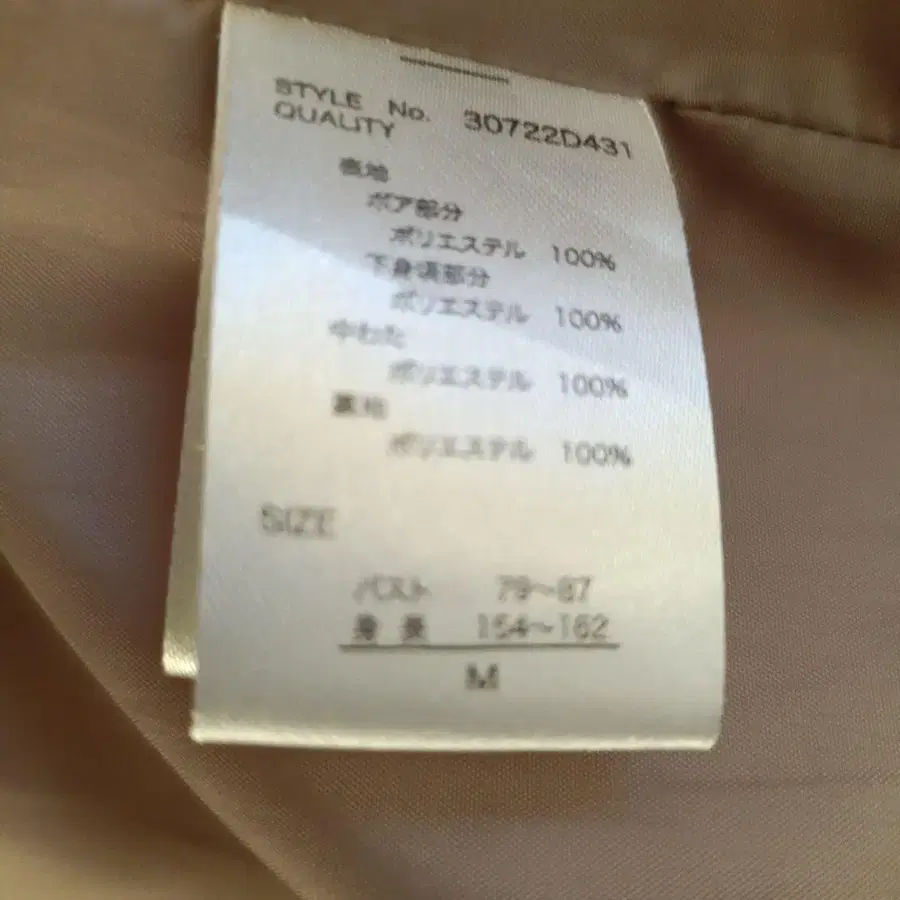 STYLE No. 30722D431
QUALITY
表地
ボア部分
ポリエステル 100%
下身頃部分
ポリエステル 100%
中わた
ポリエステル 100%
裏地
ポリエステル 100%
SIZE
バスト 79～87
身長 154～162
M